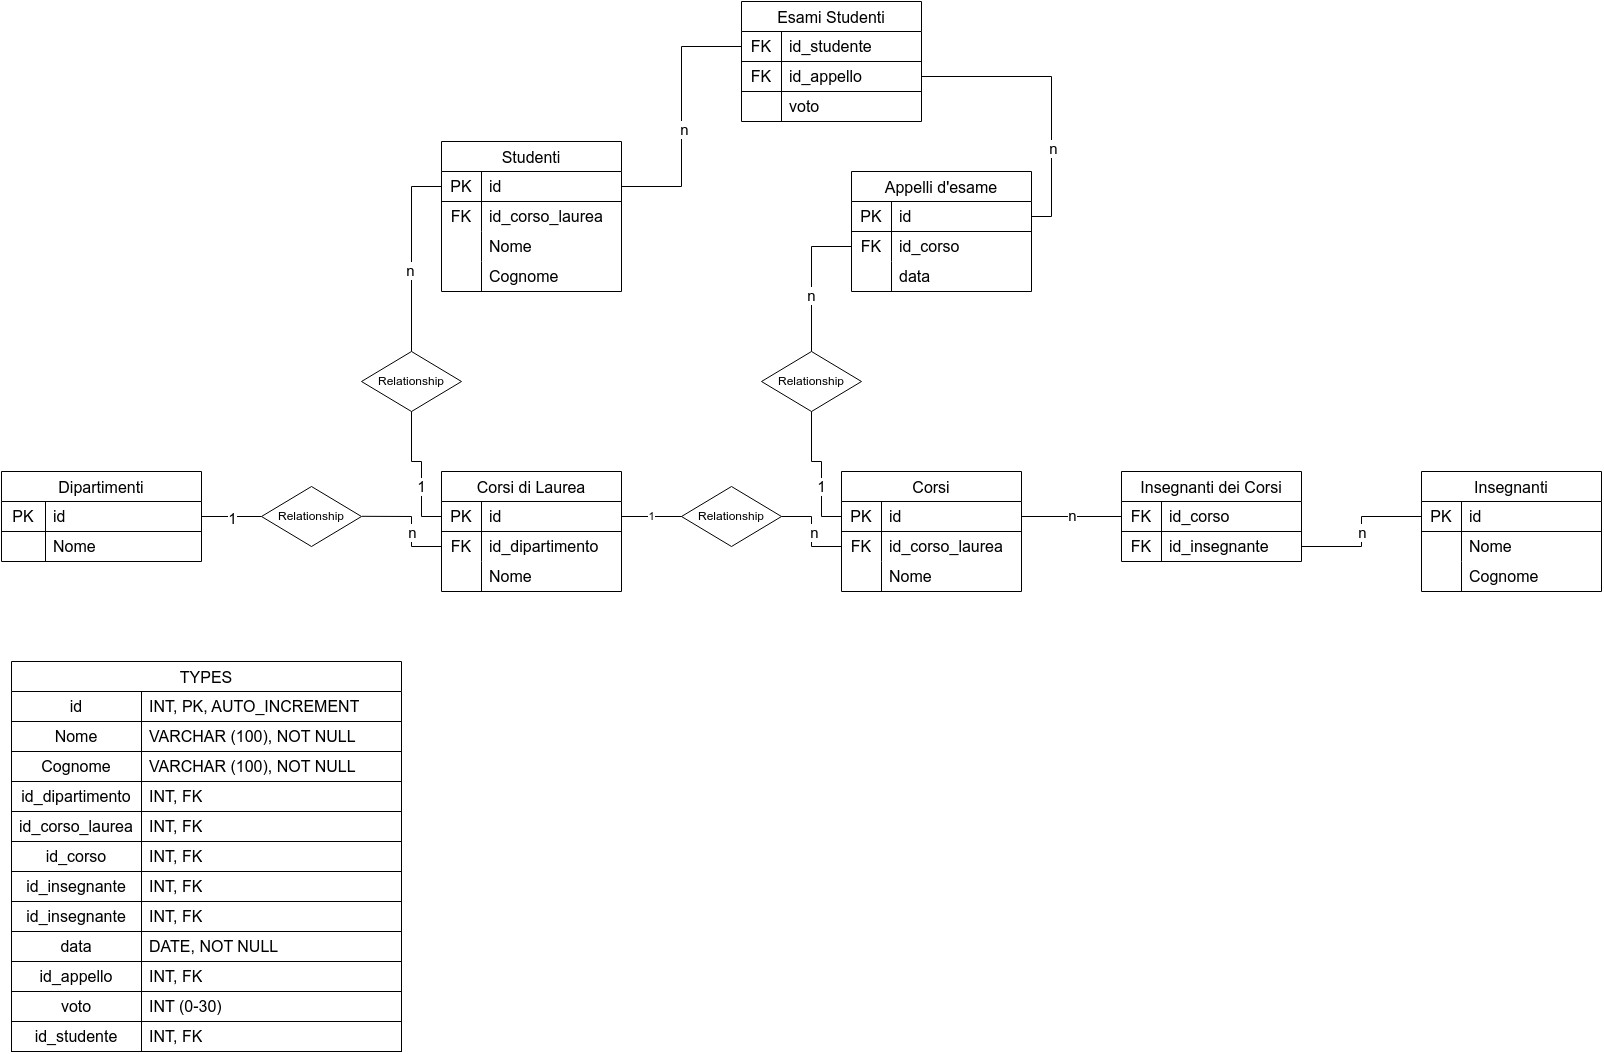 Esami Studenti
FK id_studente
FK id_appello
voto
n
n
Studenti
PK id
FK id_corso_laurea
Nome
Cognome
Appelli d'esame
PK id
FK id_corso
data
n
n
Relationship
Relationship
Dipartimenti
PK id
Nome
1
Relationship
n
1
Corsi di Laurea
PK id
FK id_dipartimento
Nome
1
Relationship
n
1
Corsi
PK id
FK id_corso_laurea
Nome
n
Insegnanti dei Corsi
FK id_corso
FK id_insegnante
n
Insegnanti
PK id
Nome
Cognome
TYPES
id INT, PK, AUTO_INCREMENT
Nome VARCHAR (100), NOT NULL
Cognome VARCHAR (100), NOT NULL
id_dipartimento INT, FK
id_corso_laurea INT, FK
id_corso INT, FK
id_insegnante INT, FK
id_insegnante INT, FK
data DATE, NOT NULL
id_appello INT, FK
voto INT (0-30)
id_studente INT, FK